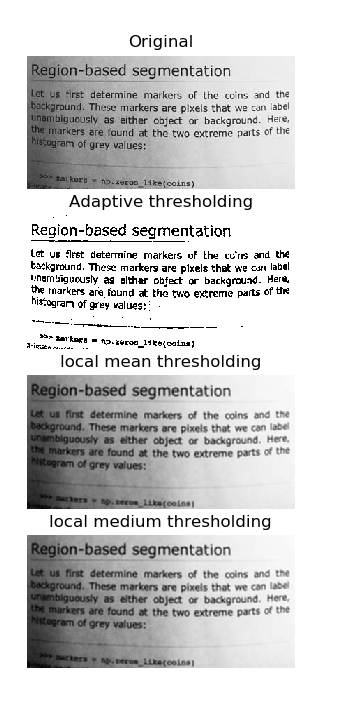 Original
Region-based segmentation
Let us first determine markers of the coins and the
background. These markers are pixels that we can label
unambiguously as either object or background. Here,
the markers are found at the two extreme parts of the
histogram of grey values:
>>> markers = np.zeros_like(coins)
Adaptive thresholding
Region-based segmentation
Let us first determine markers of the coins and the
background. These markers are pixels that we can label
unambiguously as either object or background. Here,
the markers are found at the two extreme parts of the
histogram of grey values:
>>> markers = np.zeros_like(coins)
local mean thresholding
Region-based segmentation
Let us first determine markers of the coins and the
background. These markers are pixels that we can label
unambiguously as either object or background. Here,
the markers are found at the two extreme parts of the
histogram of grey values:
>>> markers = np.zeros_like(coins)
local medium thresholding
Region-based segmentation
Let us first determine markers of the coins and the
background. These markers are pixels that we can label
unambiguously as either object or background. Here,
the markers are found at the two extreme parts of the
histogram of grey values:
>>> markers = np.zeros_like(coins)